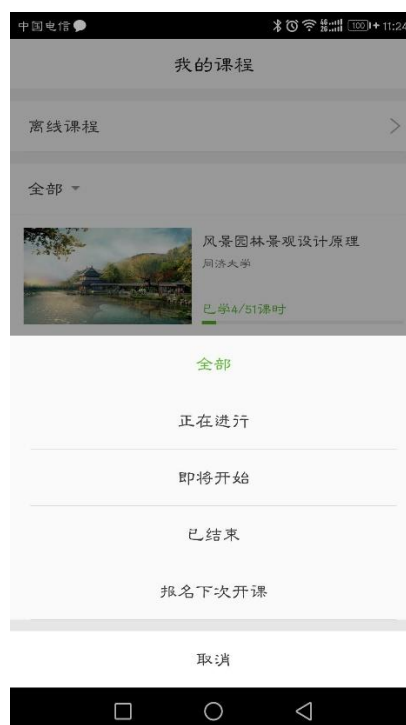 中国电信 46 26 100 11:24
我的课程
离线课程
全部
风景园林景观设计原理
同济大学
已学4/51课时
全部
正在进行
即将开始
已结束
报名下次开课
取消